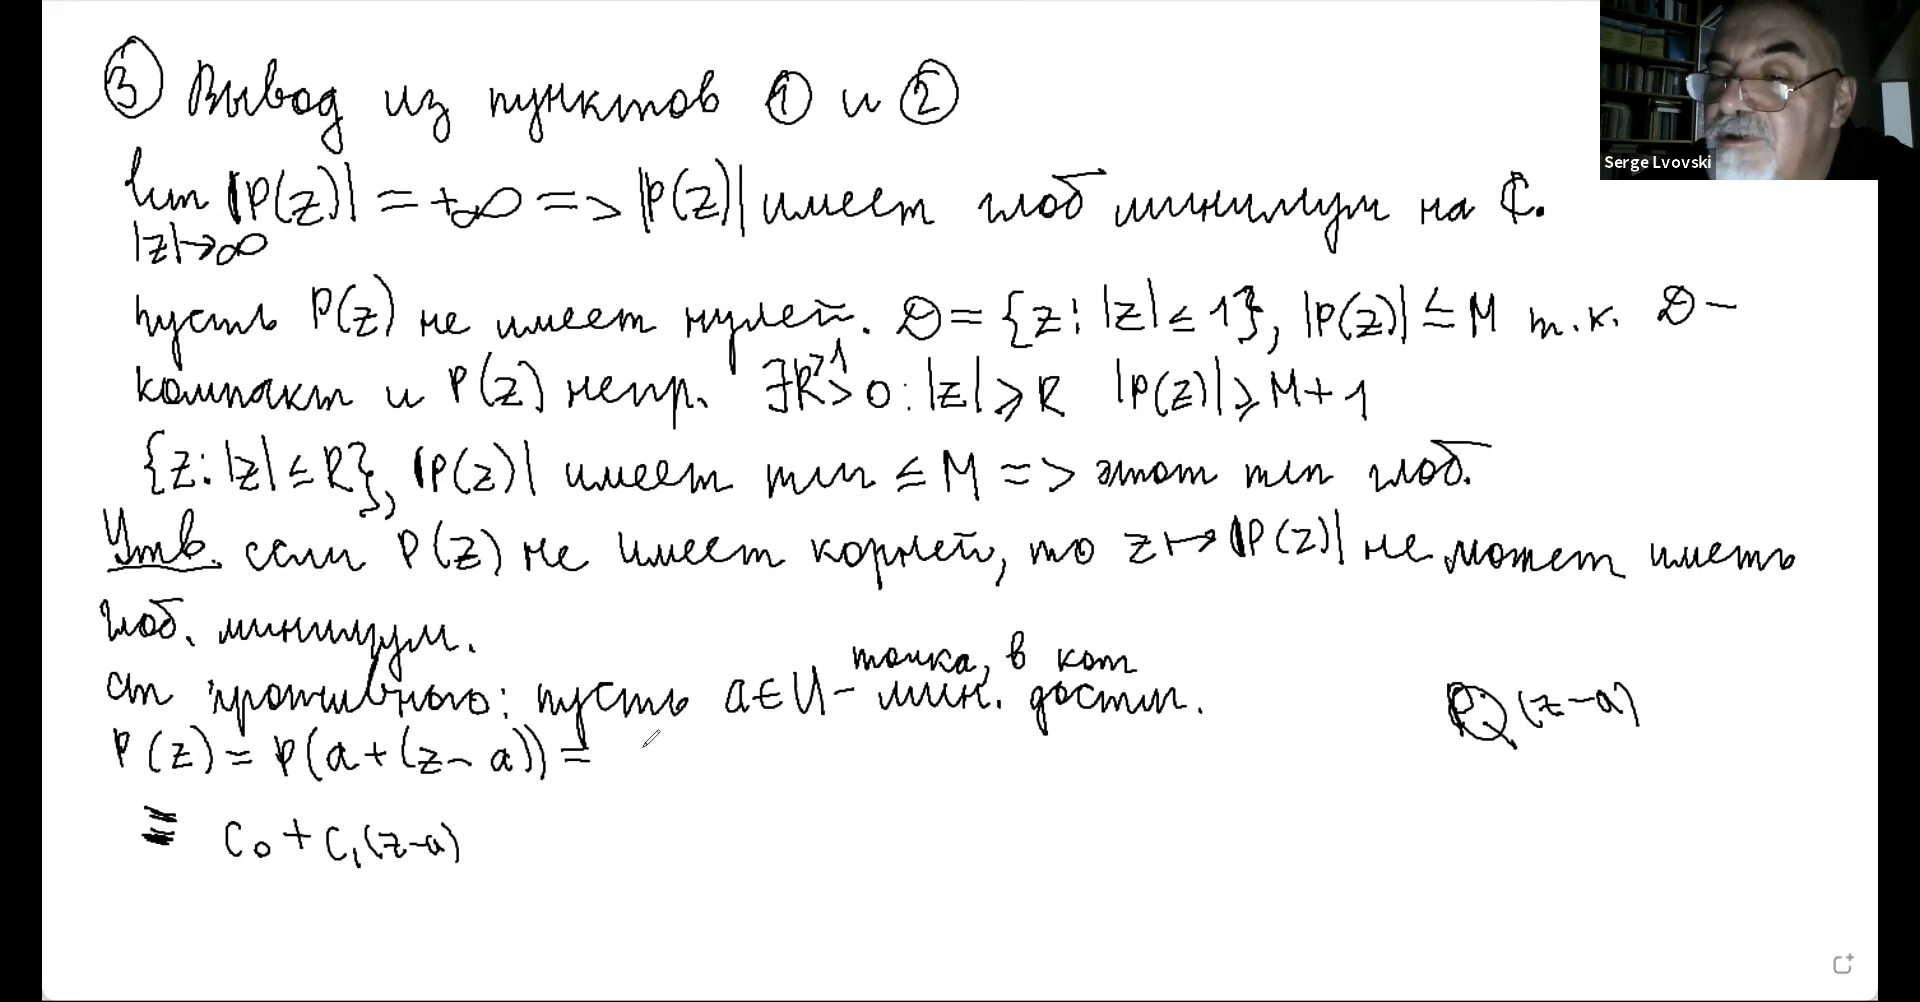 ③ Вывод из пунктов ① и ②
Serge Lvovski
lim |P(z)| = +∞ => |P(z)| имеет глоб минимум на ℂ.
|z|→∞
Пусть P(z) не имеет нулей. D = {z: |z| ≤ 1}, |P(z)| ≤ M т.к. D –
компакт и P(z) непр. ∃R>0 : |z| ⩾ R |P(z)| ⩾ M+1
>1
{z: |z| ≤ R}, |P(z)| имеет min ≤ M => этот min глоб.
Утв. если P(z) не имеет корней, то z ↦ |P(z)| не может иметь
глоб. минимум.
точка, в кот
От противного: пусть a ∈ U – мин. достиг.
Q(z-a)
P(z) = P(a+(z-a)) =
= C₀ + C₁(z-a)